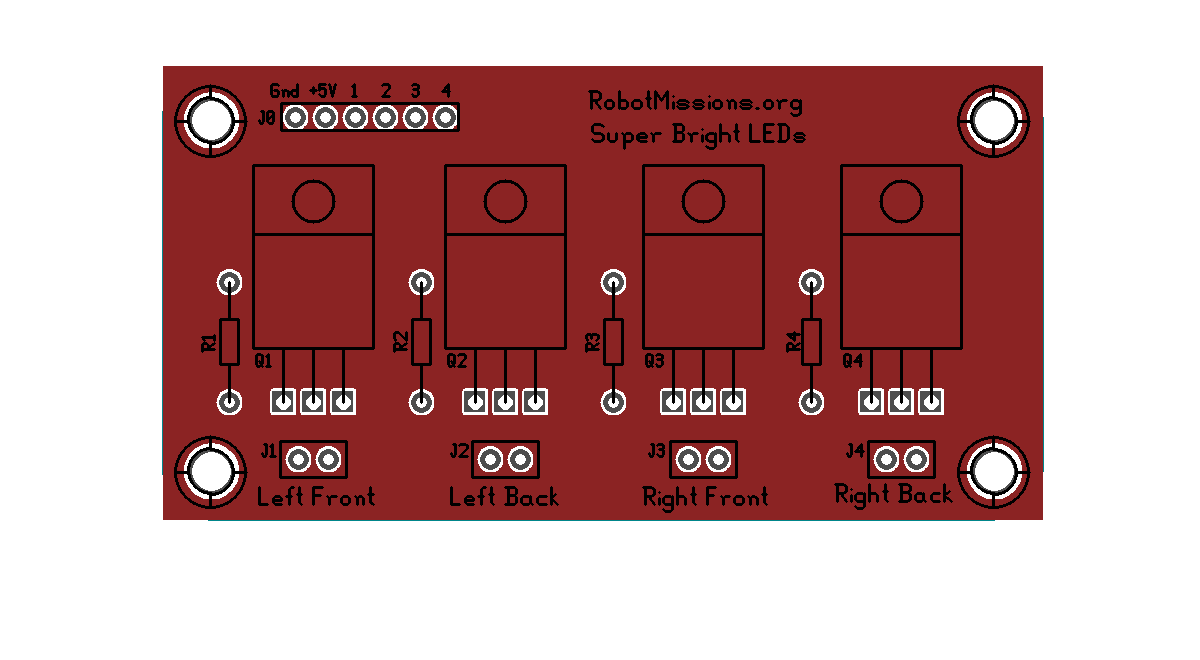 Gnd +5V 1 2 3 4
J0
RobotMissions.org
Super Bright LEDs
R1
Q1
R2
Q2
R3
Q3
R4
Q4
J1
J2
J3
J4
Left Front
Left Back
Right Front
Right Back